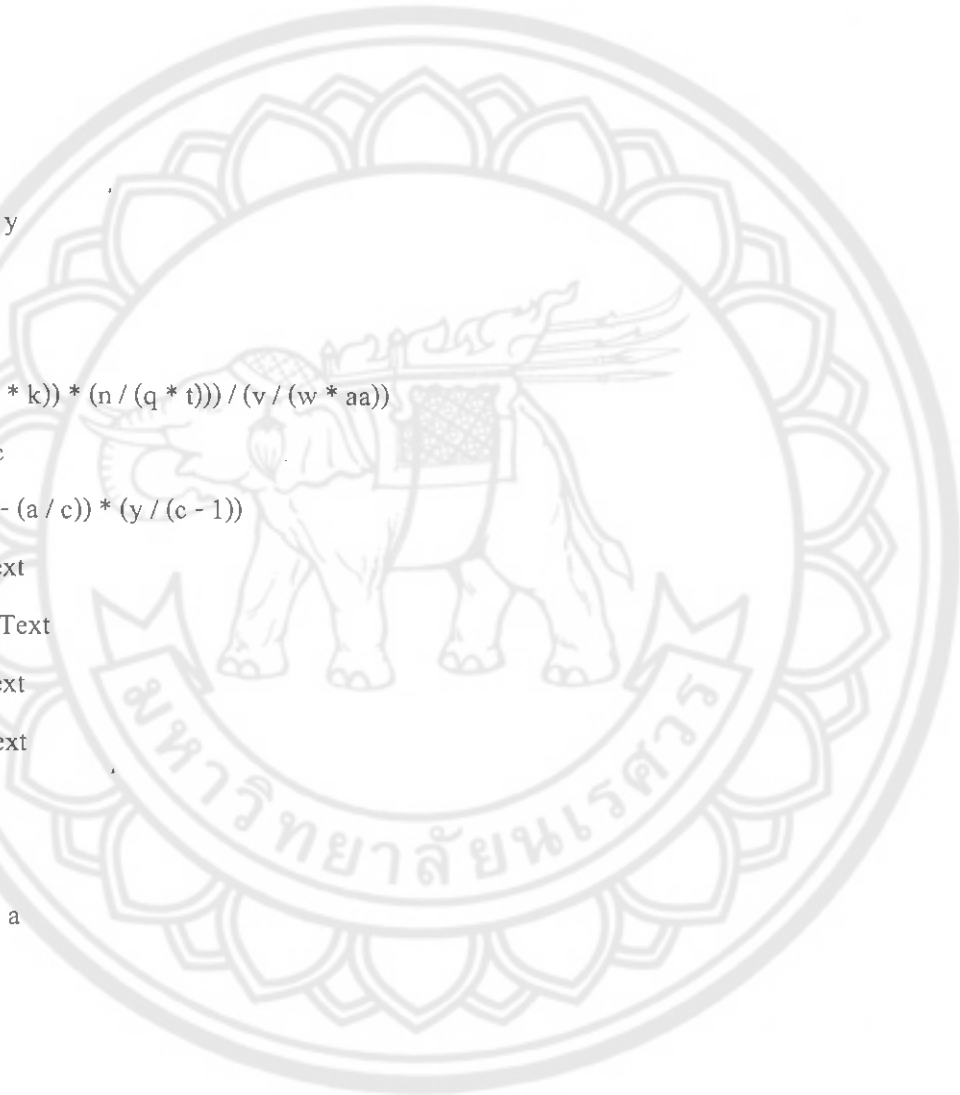 y
* k)) * (n / (q * t))) / (v / (w * aa))
c
- (a / c)) * (y / (c - 1))
ext
Text
ext
ext
มหาวิทยาลัยนเรศวร
a